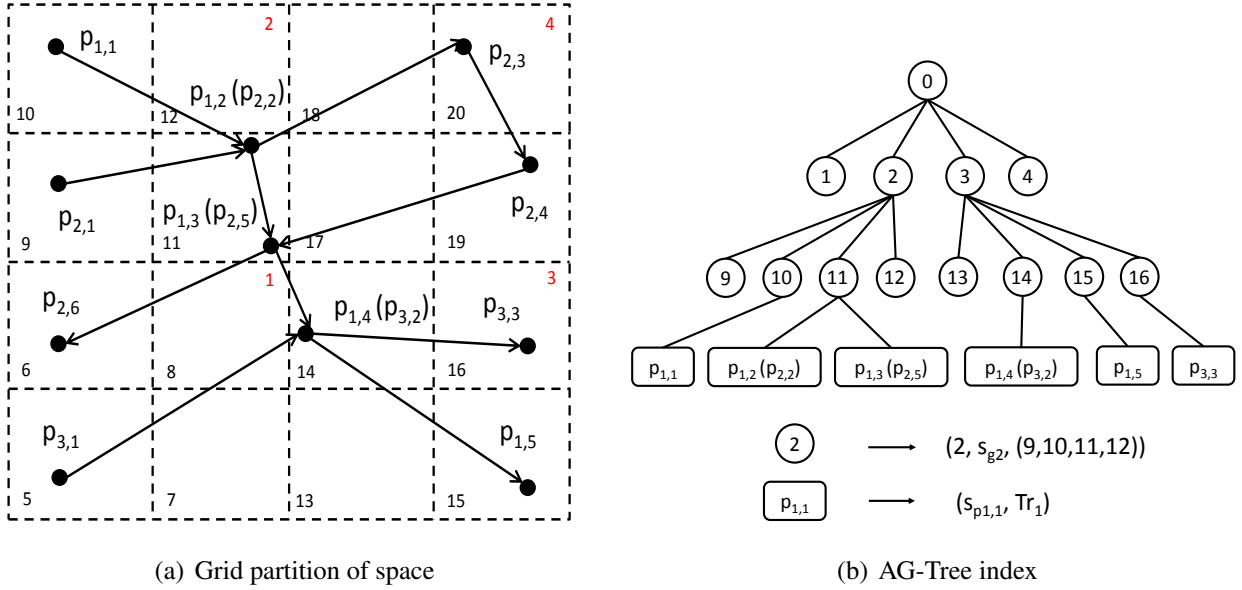 2
4
p1,1
p2,3
p1,2 (p2,2)
10
12
18
20
p2,1
p1,3 (p2,5)
p2,4
9
11
17
19
1
3
p2,6
p1,4 (p3,2)
p3,3
6
8
14
16
p3,1
p1,5
5
7
13
15
(a) Grid partition of space
0
1
2
3
4
9
10
11
12
13
14
15
16
p1,1
p1,2 (p2,2)
p1,3 (p2,5)
p1,4 (p3,2)
p1,5
p3,3
2
(2, sg2, (9,10,11,12))
p1,1
(sp1,1, Tr1)
(b) AG-Tree index